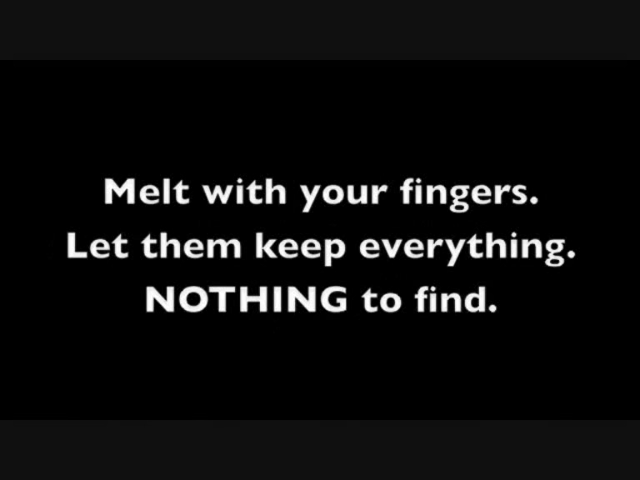 Melt with your fingers.
Let them keep everything.
NOTHING to find.